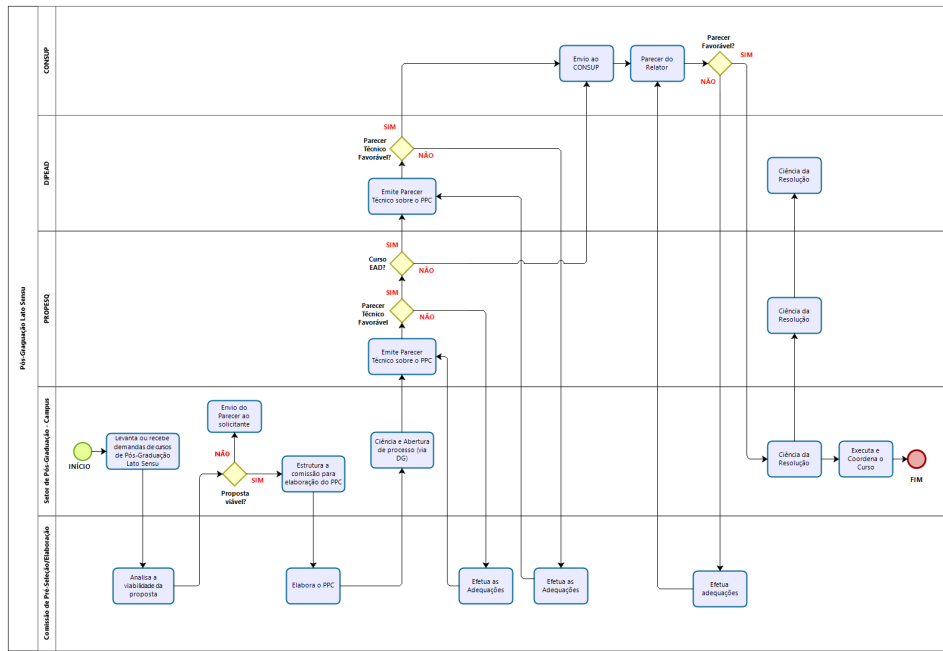 Pós-Graguação Lato Sensu
CONSUP
Envio ao
CONSUP
Parecer do
Relator
Parecer
Favorável?
SIM
NÃO
DIPEAD
SIM
Parecer
Técnico
Favorável?
NÃO
Emite Parecer
Técnico sobre o PPC
Ciência da
Resolução
PROPESQ
SIM
Curso
EAD?
NÃO
SIM
Parecer
Técnico
Favorável
NÃO
Emite Parecer
Técnico sobre o PPC
Ciência da
Resolução
Setor de Pós-Graduação - Campus
INÍCIO
Levanta ou recebe
demandas de cursos
de Pós-Graduação
Lato Sensu
Envio do
Parecer ao
solicitante
NÃO
SIM
Proposta
viável?
Estrutura a
comissão para
elaboração do PPC
Ciência e Abertura
de processo (via
DG)
Ciência da
Resolução
Executa e
Coordena o
Curso
FIM
Comissão de Pré Seleção/Elaboração
Analisa a
viabilidade da
proposta
Elabora o PPC
Efetua as
Adequações
Efetua as
Adequações
Efetua
adequações